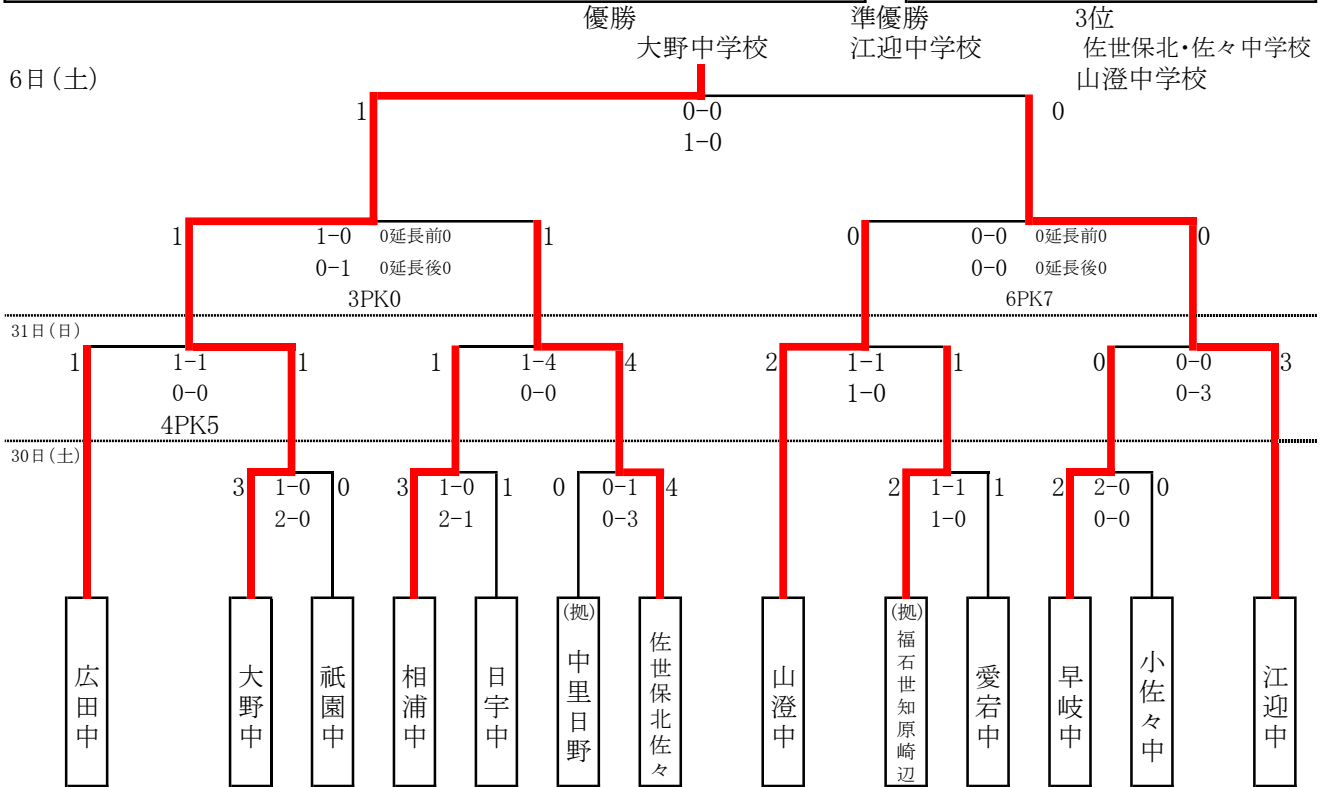 優勝 準優勝 3位
大野中学校 江迎中学校 佐世保北・佐々中学校
6日(土) 山澄中学校
1 0-0 0
1-0
1 1-0 0延長前0 1 0 0-0 0延長前0 0
0-1 0延長後0 0-0 0延長後0
3PK0 6PK7
31日(日)
1 1-1 1 1 1-4 4 2 1-1 1 0 0-0 3
0-0 0-0 1-0 0-3
4PK5
30日(土)
3 1-0 0 3 1-0 1 0 0-1 4 2 1-1 1 2 2-0 0
2-0 2-1 0-3 1-0 0-0
広田中
大野中
祇園中
相浦中
日宇中
(拠) 中里日野
佐世保北佐々
山澄中
(拠) 福石世知原崎辺
愛宕中
早岐中
小佐々中
江迎中